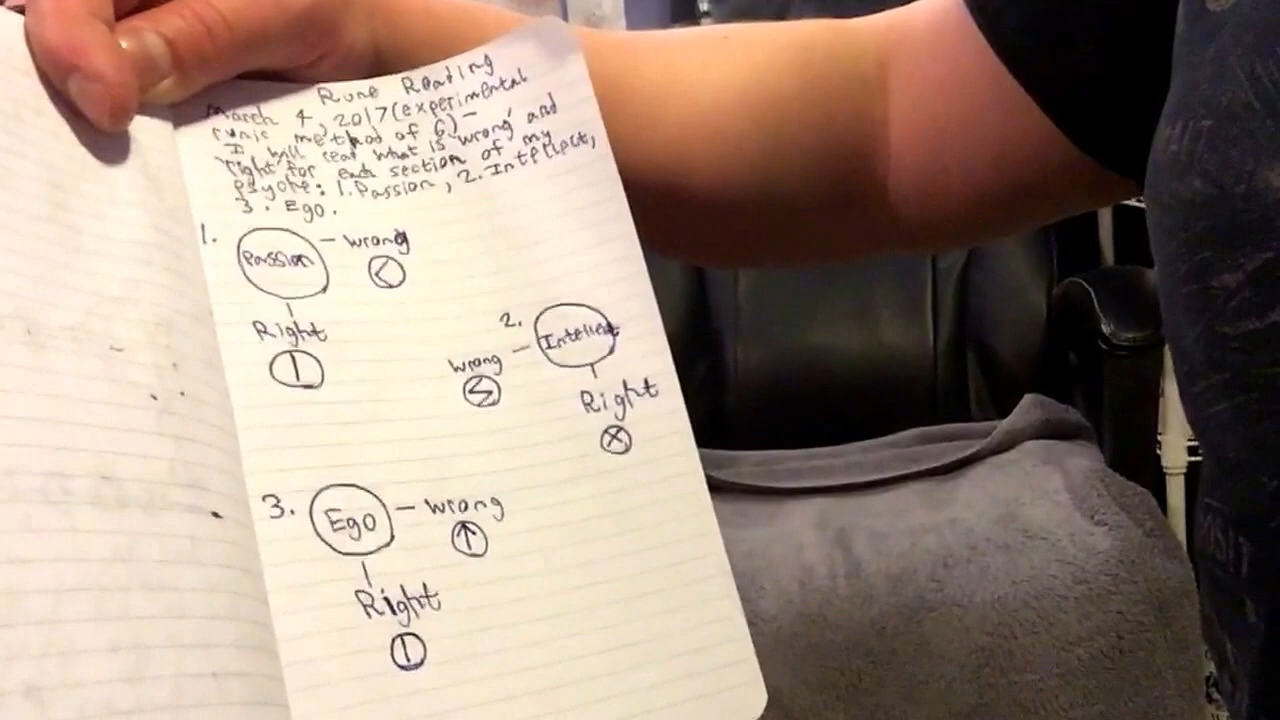 Rune Reading
March 4, 2017 (experimental
runic method of 6) –
I will read what is 'wrong' and
'right' for each section of my
psyche: 1. Passion, 2. Intellect,
3. Ego.
1. Passion – Wrong
Right
2. Intellect
Wrong
Right
3. Ego – Wrong
Right